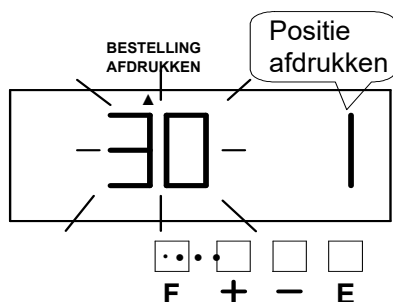 BESTELLING
AFDRUKKEN
Positie
afdrukken
30 1
F + − E